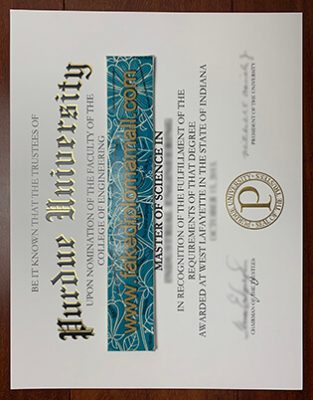 BE IT KNOWN THAT THE TRUSTEES OF
Purdue University
UPON NOMINATION OF THE FACULTY OF THE
COLLEGE OF ENGINEERING
www.fakediplomamall.com
MASTER OF SCIENCE IN
IN RECOGNITION OF THE FULFILLMENT OF THE
REQUIREMENTS OF THAT DEGREE
AWARDED AT WEST LAFAYETTE IN THE STATE OF INDIANA
CHAIRMAN OF THE TRUSTEES
PURDUE UNIVERSITY
P
PRESIDENT OF THE UNIVERSITY